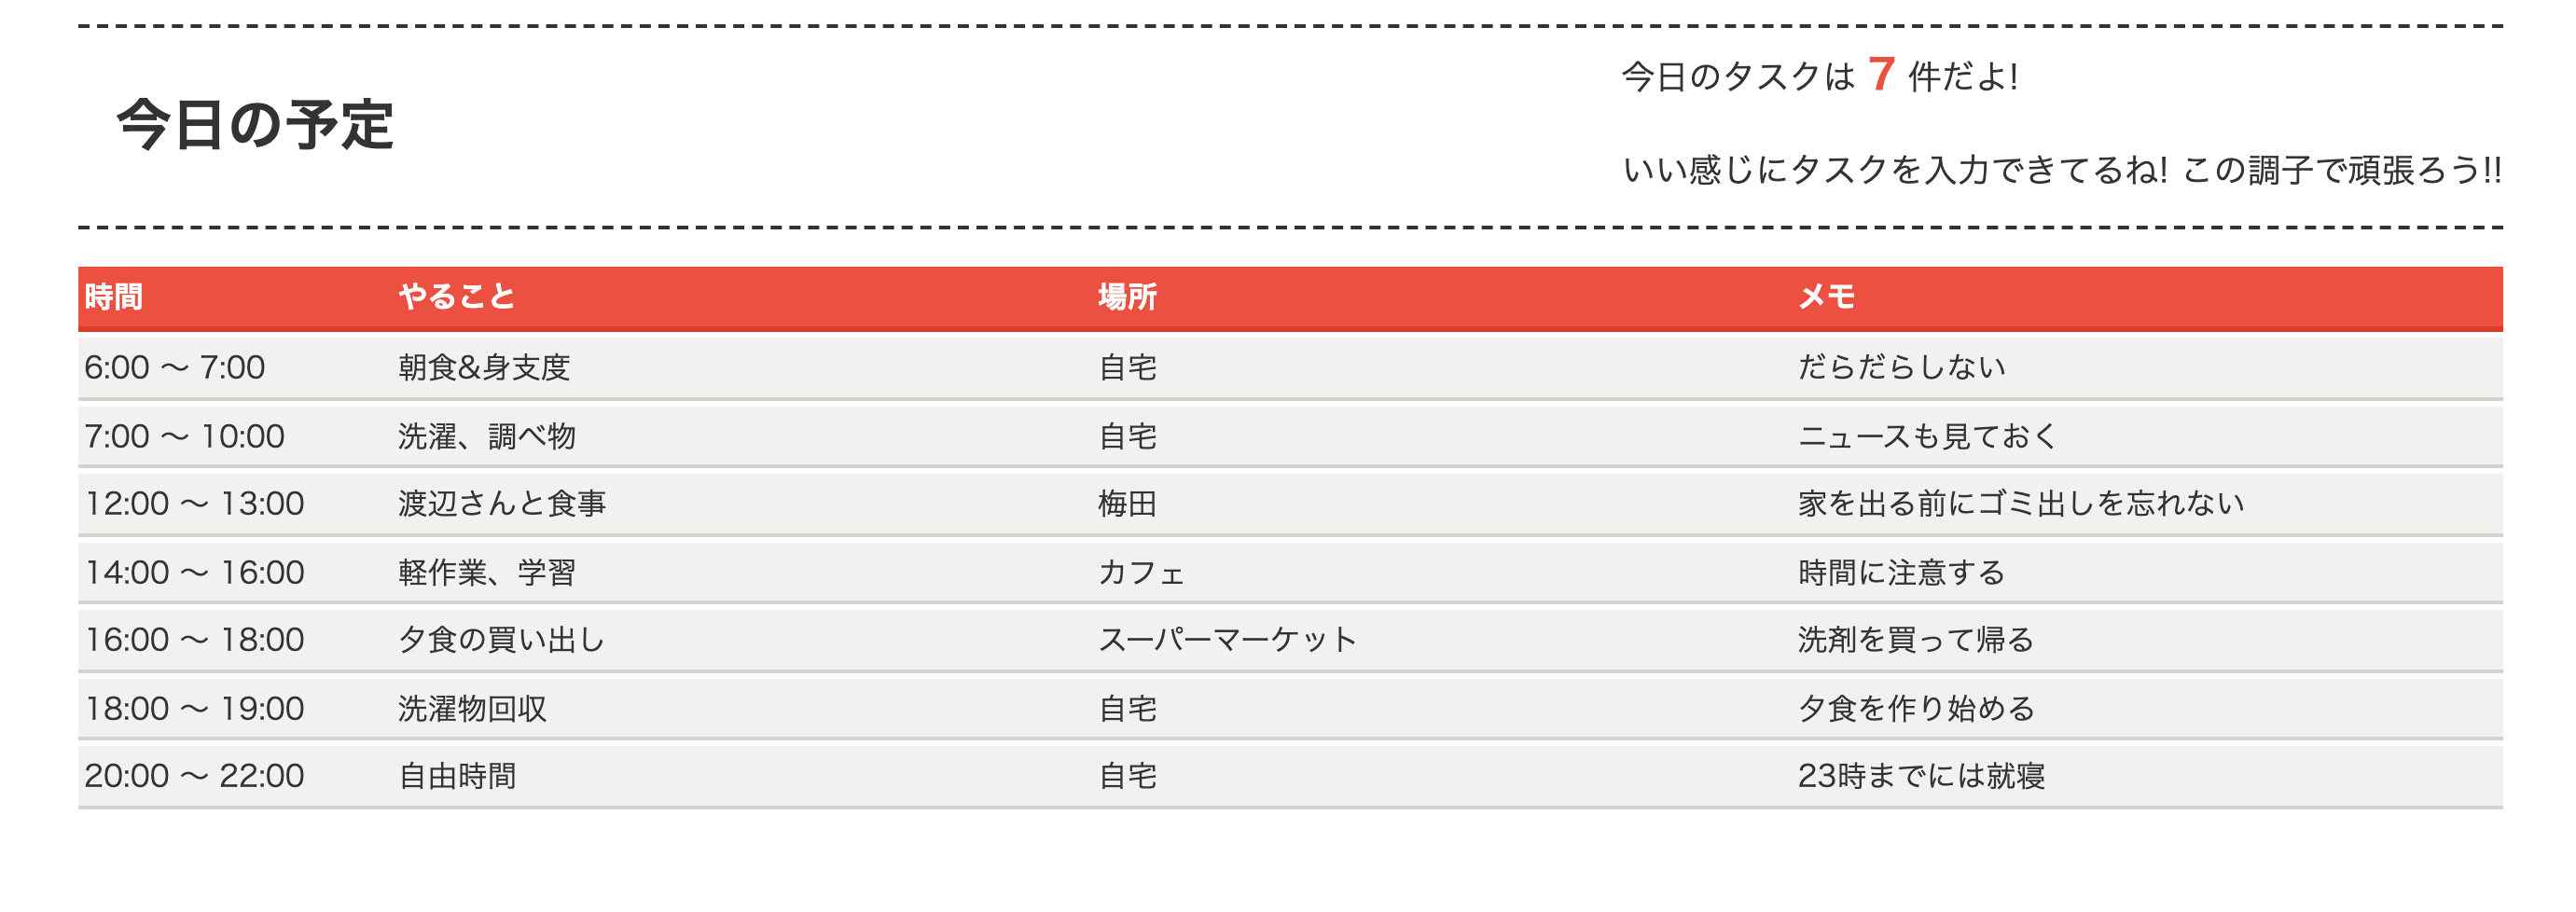 今日の予定
今日のタスクは 7 件だよ!
いい感じにタスクを入力できてるね! この調子で頑張ろう!!
時間 やること 場所 メモ
6:00 〜 7:00 朝食&身支度 自宅 だらだらしない
7:00 〜 10:00 洗濯、調べ物 自宅 ニュースも見ておく
12:00 〜 13:00 渡辺さんと食事 梅田 家を出る前にゴミ出しを忘れない
14:00 〜 16:00 軽作業、学習 カフェ 時間に注意する
16:00 〜 18:00 夕食の買い出し スーパーマーケット 洗剤を買って帰る
18:00 〜 19:00 洗濯物回収 自宅 夕食を作り始める
20:00 〜 22:00 自由時間 自宅 23時までには就寝